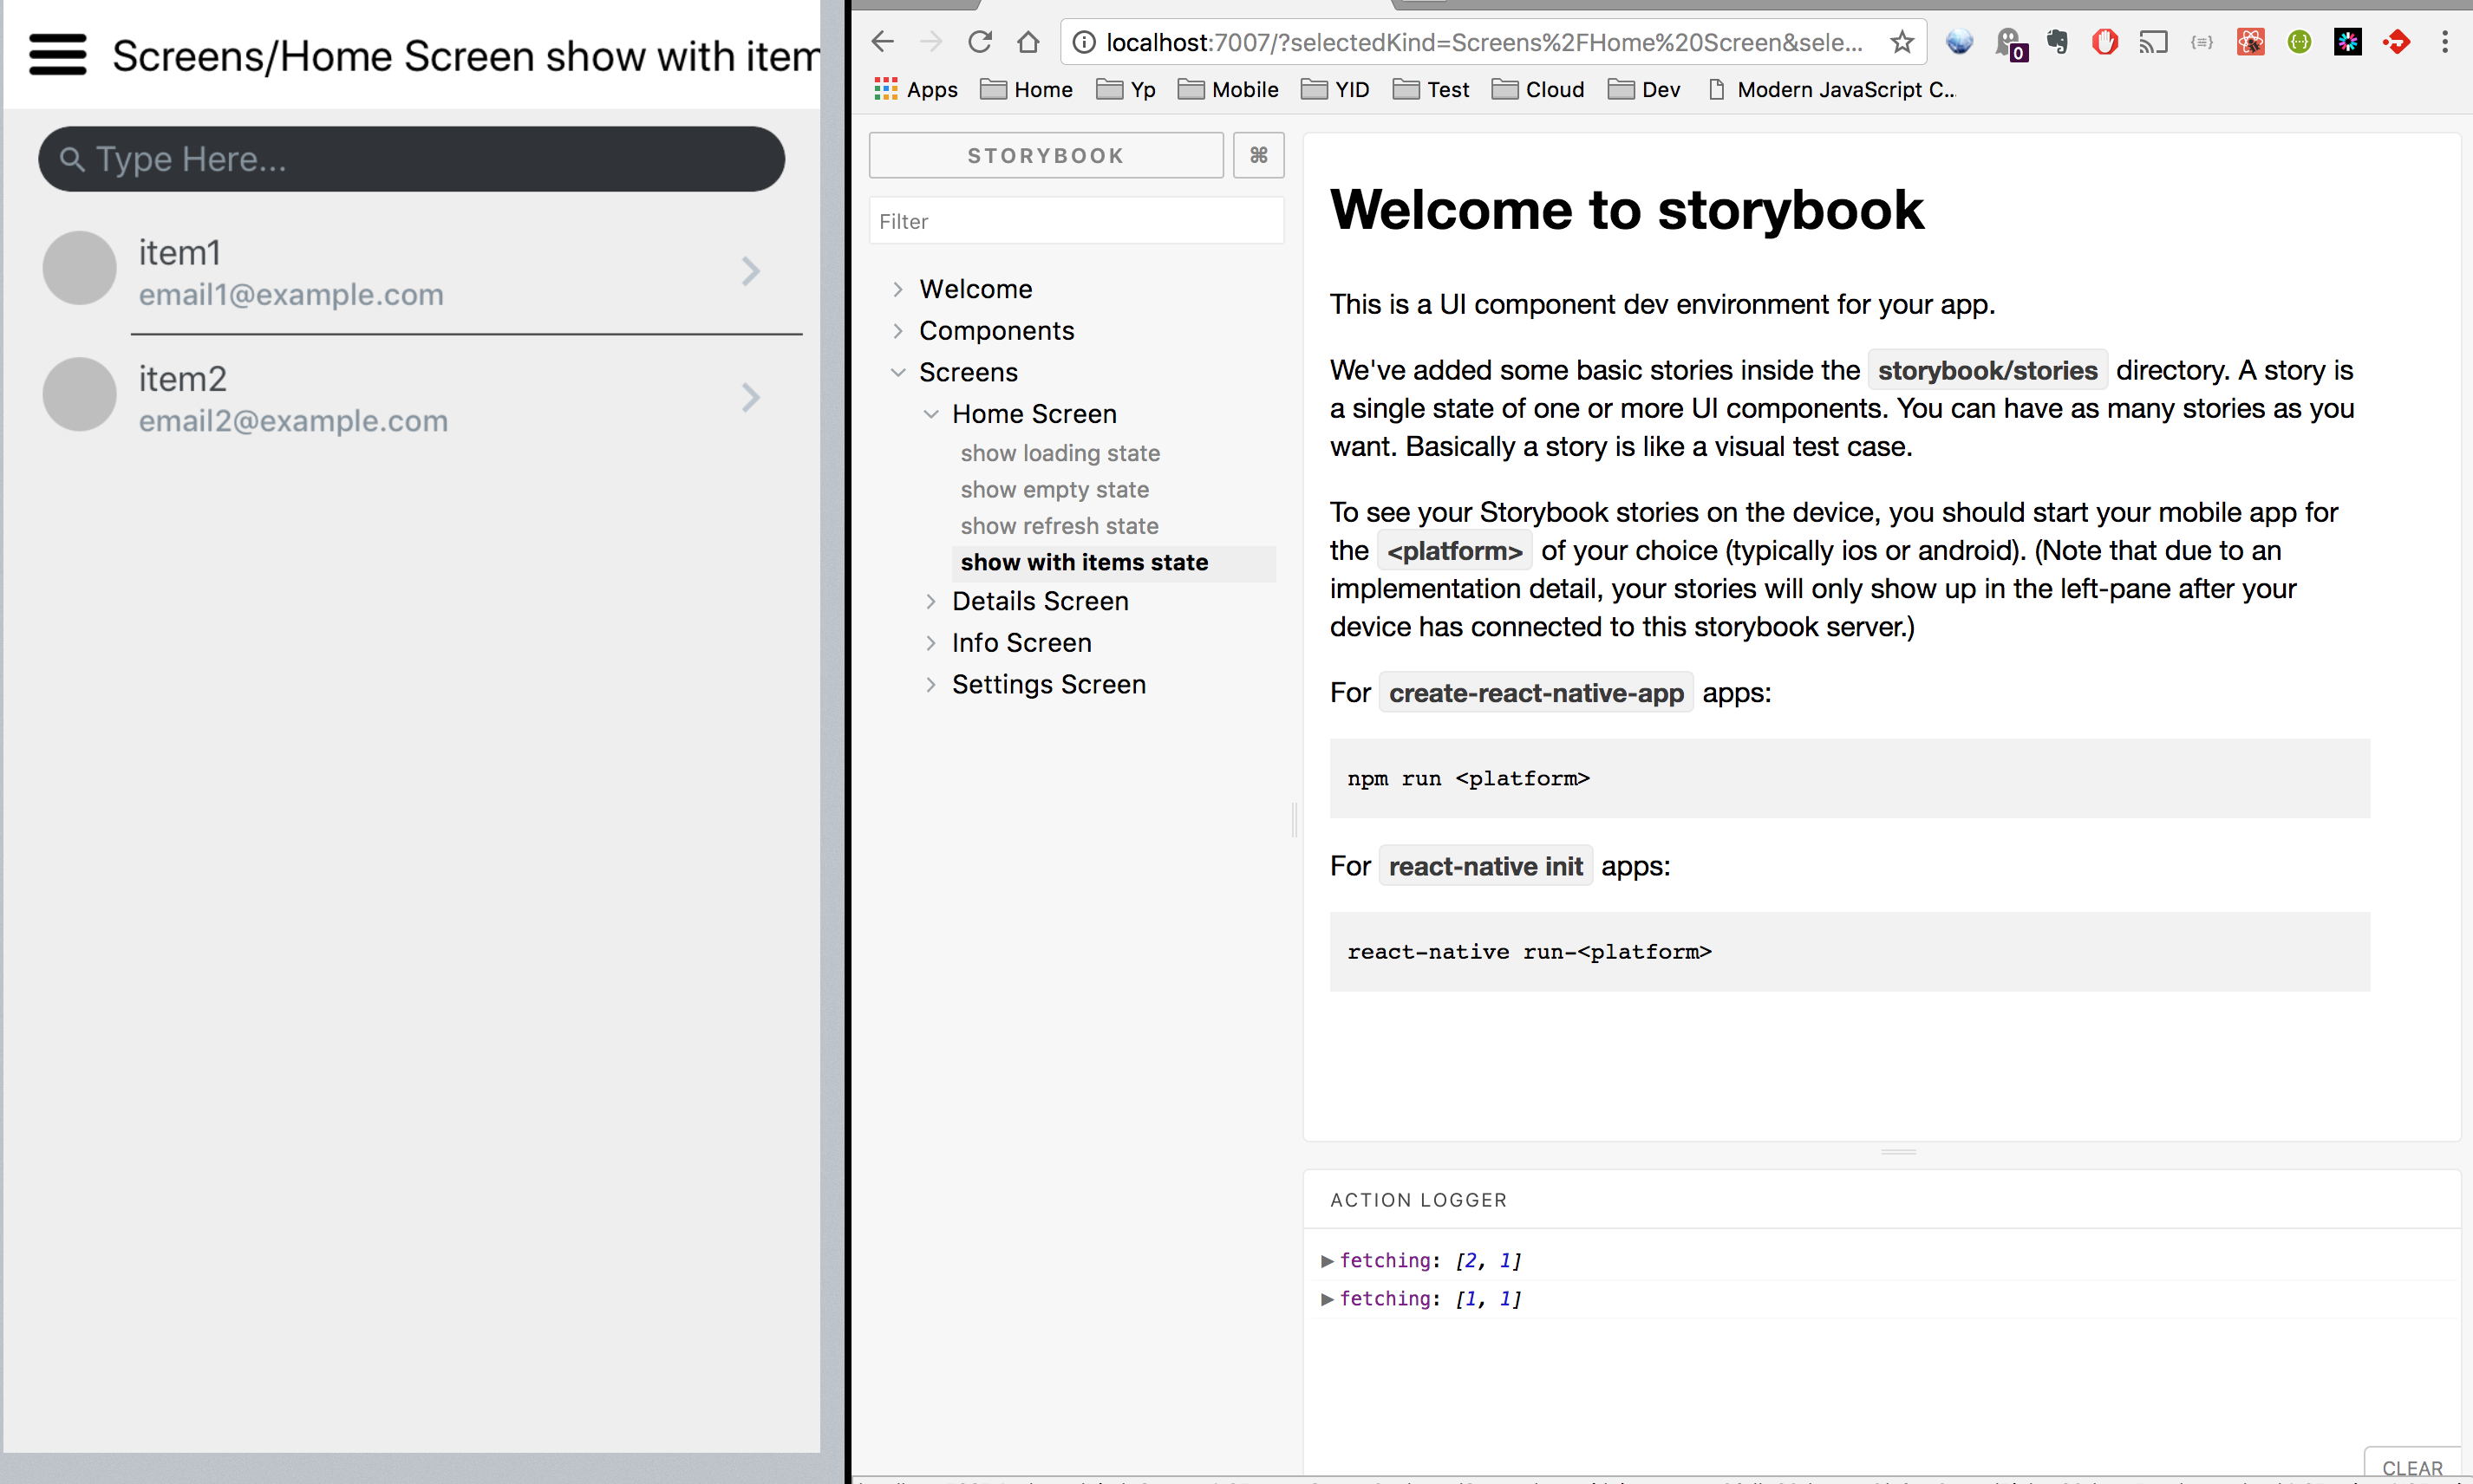 Screens/Home Screen show with item
Type Here...
item1
email1@example.com
item2
email2@example.com
localhost:7007/?selectedKind=Screens%2FHome%20Screen&sele...
0
Apps
Home
Yp
Mobile
YID
Test
Cloud
Dev
Modern JavaScript C...
STORYBOOK
⌘
Filter
Welcome
Components
Screens
Home Screen
show loading state
show empty state
show refresh state
show with items state
Details Screen
Info Screen
Settings Screen
Welcome to storybook
This is a UI component dev environment for your app.
We've added some basic stories inside the storybook/stories directory. A story is
a single state of one or more UI components. You can have as many stories as you
want. Basically a story is like a visual test case.
To see your Storybook stories on the device, you should start your mobile app for
the <platform> of your choice (typically ios or android). (Note that due to an
implementation detail, your stories will only show up in the left-pane after your
device has connected to this storybook server.)
For create-react-native-app apps:
npm run <platform>
For react-native init apps:
react-native run-<platform>
ACTION LOGGER
fetching: [2, 1]
fetching: [1, 1]
CLEAR